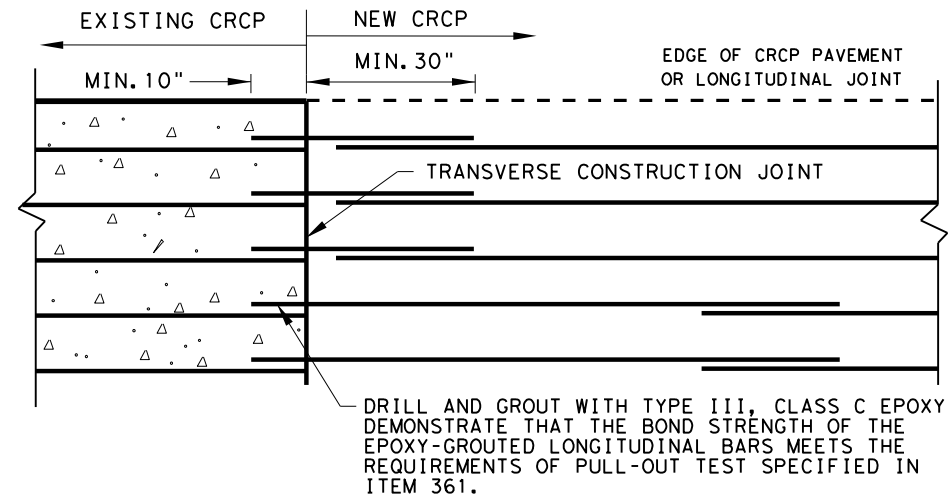 EXISTING CRCP
NEW CRCP
MIN. 10"
MIN. 30"
EDGE OF CRCP PAVEMENT
OR LONGITUDINAL JOINT
TRANSVERSE CONSTRUCTION JOINT
DRILL AND GROUT WITH TYPE III, CLASS C EPOXY
DEMONSTRATE THAT THE BOND STRENGTH OF THE
EPOXY-GROUTED LONGITUDINAL BARS MEETS THE
REQUIREMENTS OF PULL-OUT TEST SPECIFIED IN
ITEM 361.